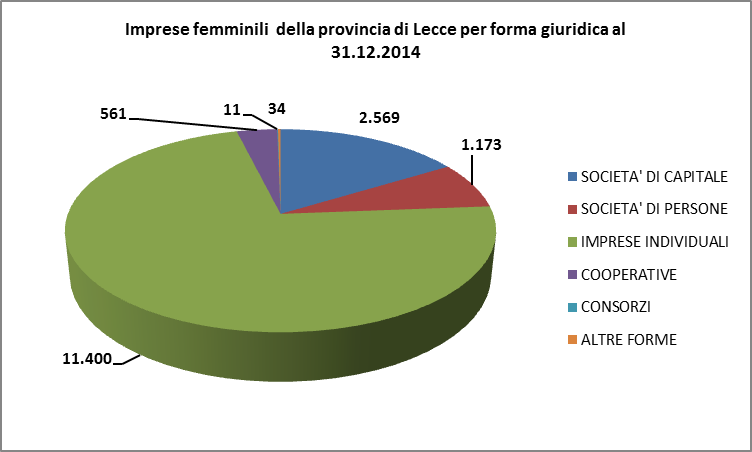 Imprese femminili  della provincia di Lecce per forma giuridica al
31.12.2014
561
11
34
2.569
1.173
11.400
SOCIETA' DI CAPITALE
SOCIETA' DI PERSONE
IMPRESE INDIVIDUALI
COOPERATIVE
CONSORZI
ALTRE FORME